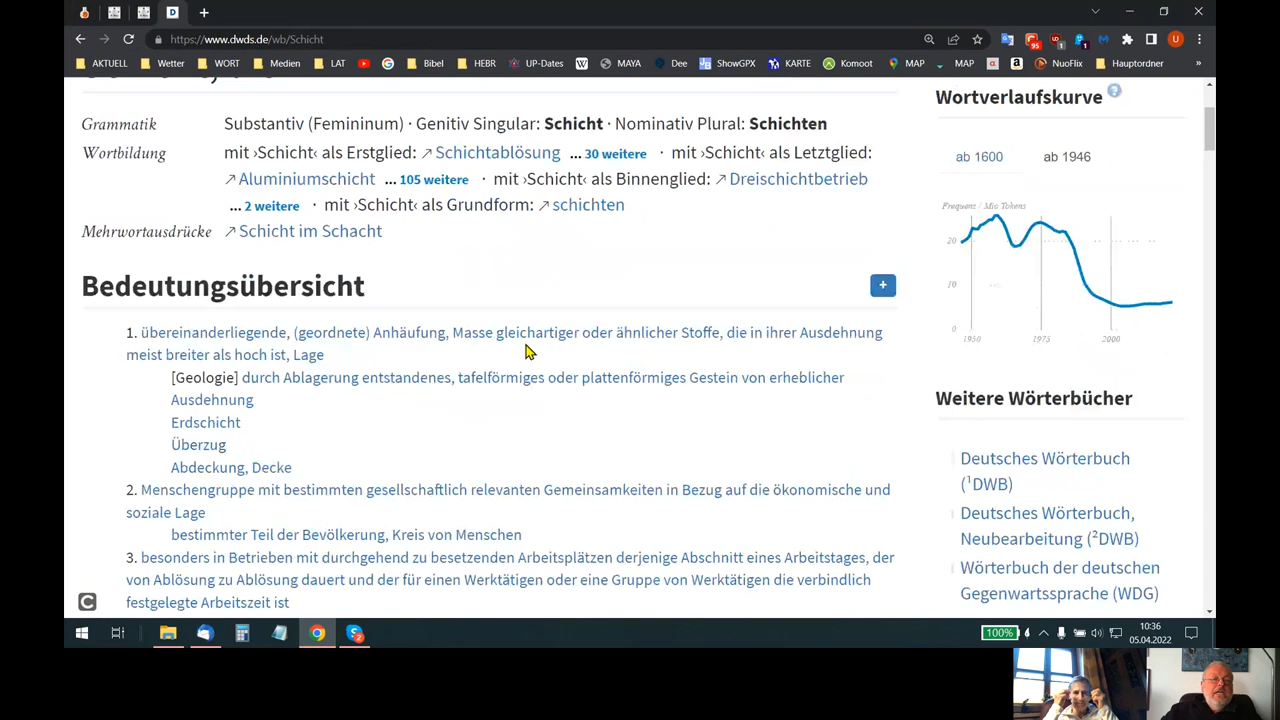 https://www.dwds.de/wb/Schicht
AKTUELL Wetter WORT Medien LAT Bibel HEBR UP-Dates MAYA Dee ShowGPX MAP KARTE Komoot MAP NuoFlix Hauptordner »
Grammatik Substantiv (Femininum) · Genitiv Singular: Schicht · Nominativ Plural: Schichten
Wortbildung mit ›Schicht‹ als Erstglied: ↗Schichtablösung ... 30 weitere · mit ›Schicht‹ als Letztglied:
↗Aluminiumschicht ... 105 weitere · mit ›Schicht‹ als Binnenglied: ↗Dreischichtbetrieb
... 2 weitere · mit ›Schicht‹ als Grundform: ↗schichten
Mehrwortausdrücke ↗Schicht im Schacht
Bedeutungsübersicht +
1. übereinanderliegende, (geordnete) Anhäufung, Masse gleichartiger oder ähnlicher Stoffe, die in ihrer Ausdehnung
meist breiter als hoch ist, Lage
[Geologie] durch Ablagerung entstandenes, tafelförmiges oder plattenförmiges Gestein von erheblicher
Ausdehnung
Erdschicht
Überzug
Abdeckung, Decke
2. Menschengruppe mit bestimmten gesellschaftlich relevanten Gemeinsamkeiten in Bezug auf die ökonomische und
soziale Lage
bestimmter Teil der Bevölkerung, Kreis von Menschen
3. besonders in Betrieben mit durchgehend zu besetzenden Arbeitsplätzen derjenige Abschnitt eines Arbeitstages, der
von Ablösung zu Ablösung dauert und der für einen Werktätigen oder eine Gruppe von Werktätigen die verbindlich
festgelegte Arbeitszeit ist
Wortverlaufskurve ?
ab 1600 ab 1946
Frequenz / Mio Tokens
20
10
0
1950 1975 2000
Weitere Wörterbücher
Deutsches Wörterbuch
(¹DWB)
Deutsches Wörterbuch,
Neubearbeitung (²DWB)
Wörterbuch der deutschen
Gegenwartssprache (WDG)
100%
10:36
05.04.2022